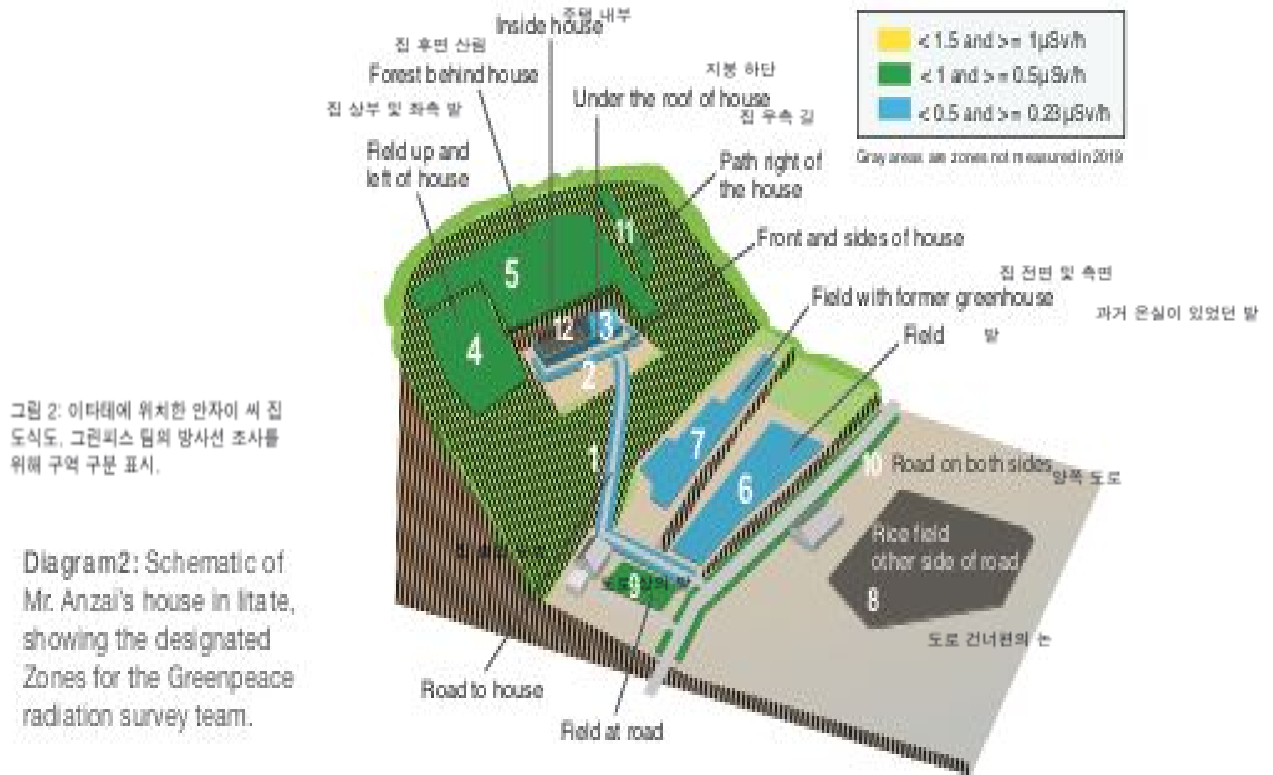 주택 내부
Inside house
집 후면 산림
Forest behind house
지붕 하단
Under the roof of house
집 상부 및 좌측 밭
Field up and
left of house
집 우측 길
Path right of
the house
< 1.5 and >= 1µSv/h
< 1 and >= 0.5µSv/h
< 0.5 and >= 0.23µSv/h
Gray areas are zones not measured in 2019
Front and sides of house
집 전면 및 측면
Field with former greenhouse
과거 온실이 있었던 밭
Field
밭
11
5
12
3
4
2
1
7
6
10
Road on both sides
양쪽 도로
Rice field
other side of road
8
도로 건너편의 논
9
Road to house
Field at road
그림 2: 이타테에 위치한 안자이 씨 집
도식도, 그린피스 팀의 방사선 조사를
위해 구역 구분 표시.
Diagram2: Schematic of
Mr. Anzai's house in Iitate,
showing the designated
Zones for the Greenpeace
radiation survey team.